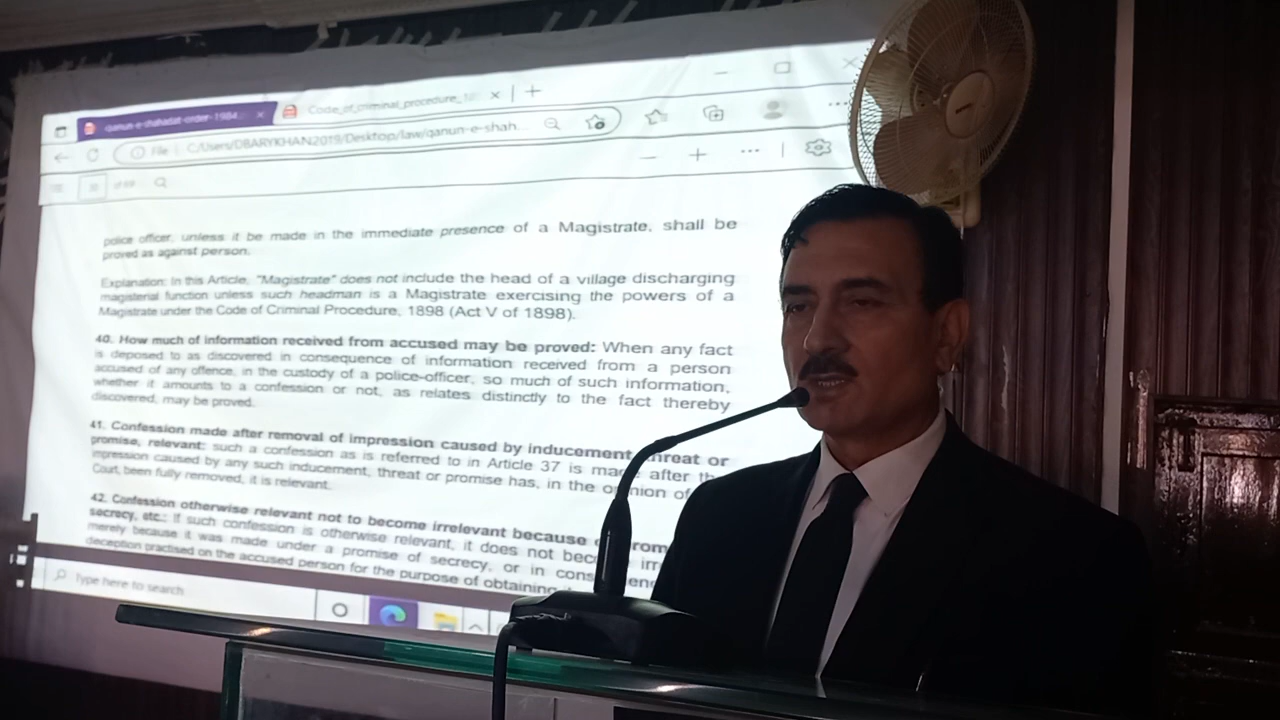 qanun-e-shahadat-order-1984...
Code_of_criminal_procedure_18
File C:/Users/DBARYKHAN2019/Desktop/law/qanun-e-shah...
police officer, unless it be made in the immediate presence of a Magistrate, shall be
proved as against person.
Explanation: In this Article, "Magistrate" does not include the head of a village discharging
magisterial function unless such headman is a Magistrate exercising the powers of a
Magistrate under the Code of Criminal Procedure, 1898 (Act V of 1898).
40. How much of information received from accused may be proved: When any fact
is deposed to as discovered in consequence of information received from a person
accused of any offence, in the custody of a police-officer, so much of such information,
whether it amounts to a confession or not, as relates distinctly to the fact thereby
discovered, may be proved.
41. Confession made after removal of impression caused by inducement, threat or
promise, relevant: such a confession as is referred to in Article 37 is made after
impression caused by any such inducement, threat or promise has, in the opinion of
Court, been fully removed, it is relevant.
42. Confession otherwise relevant not to become irrelevant because
secrecy, etc.: If such confession is otherwise relevant, it does not
merely because it was made under a promise of secrecy, or in
deception practised on the accused person for the purpose of obtaining
Type here to search